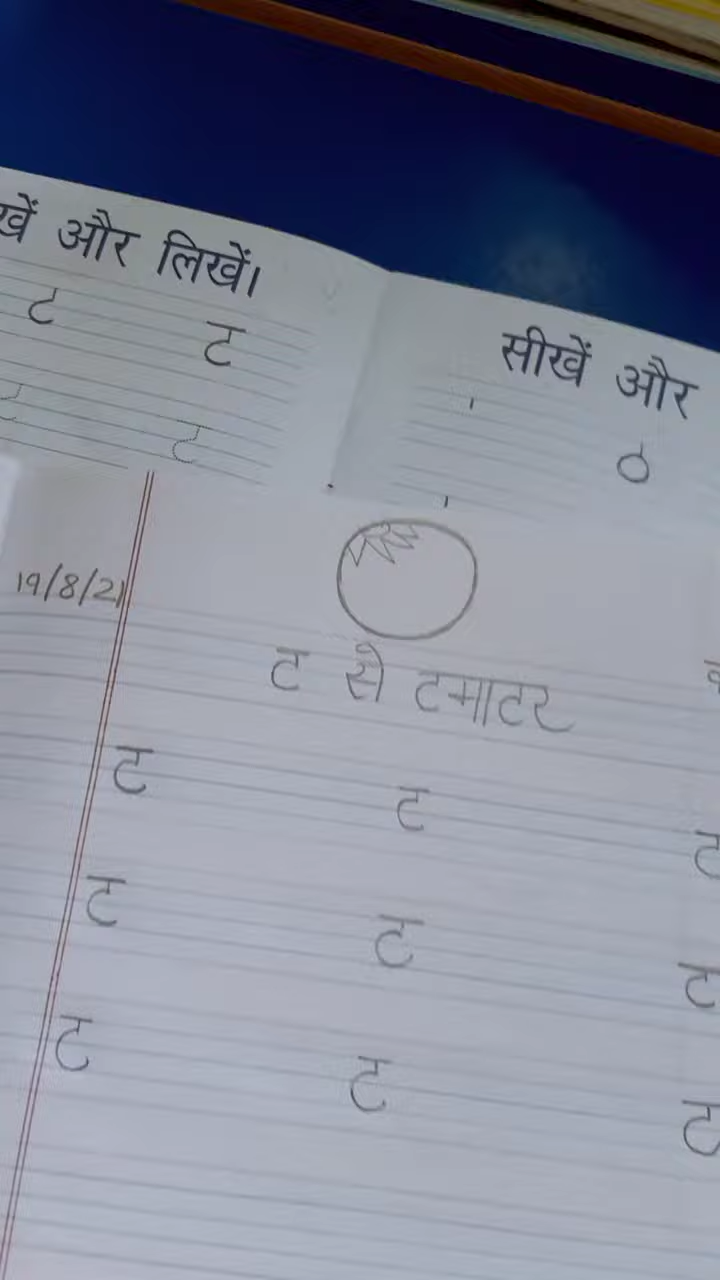 और लिखें।
ट ट
ट ट
सीखें और
19/8/21
ट से टमाटर
ट ट ट
ट ट ट
ट ट ट